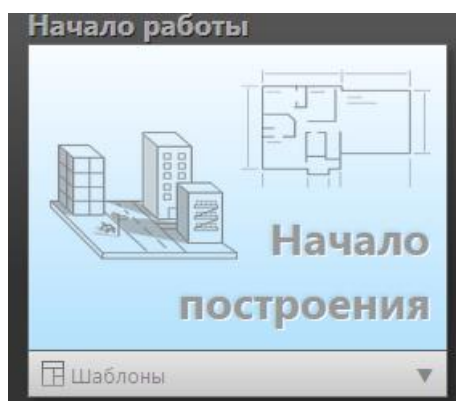 Начало работы
Начало
построения
Шаблоны